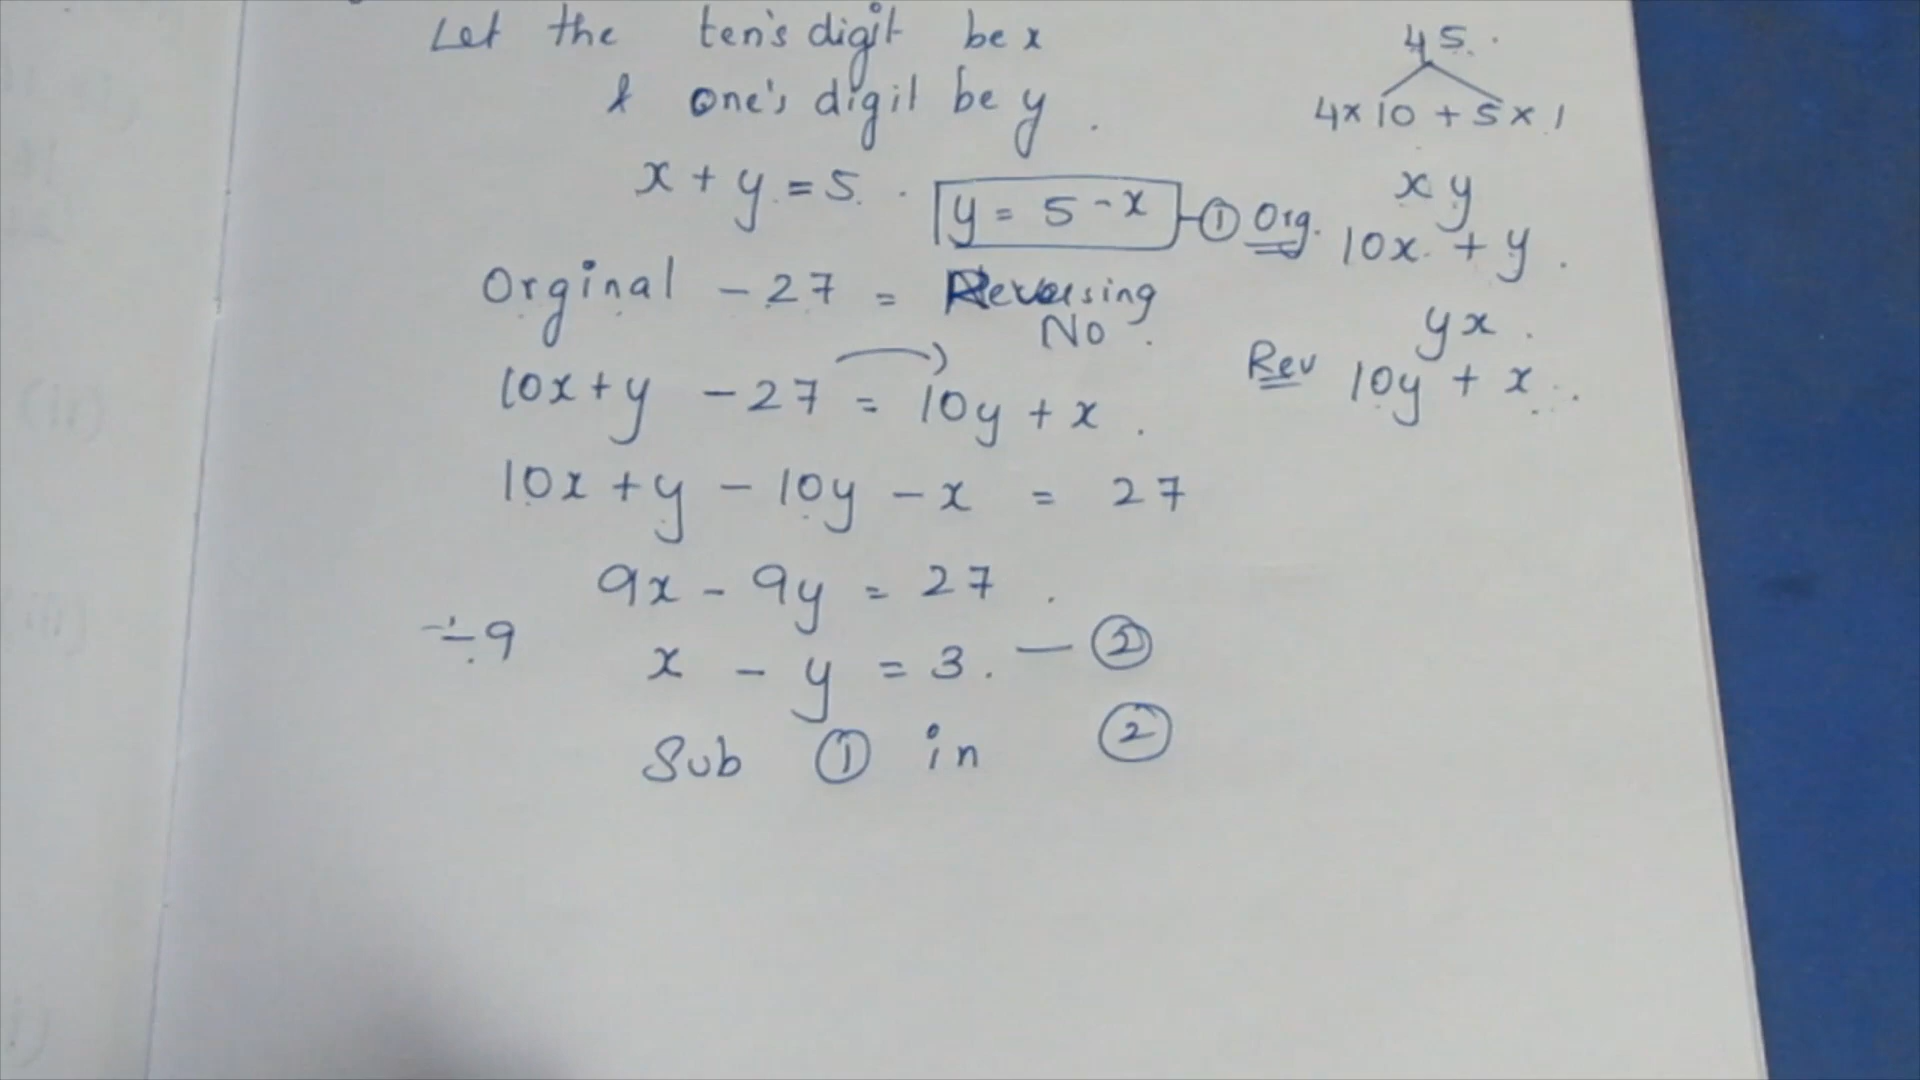 Let the ten's digit be x
& one's digit be y.
x + y = 5. y = 5 - x - ① Org.
Orginal - 27 = Reversing
No.
10x + y - 27 = 10y + x.
10x + y - 10y - x = 27
9x - 9y = 27.
÷9 x - y = 3. - ②
Sub ① in ②
45.
4x10 + 5x1
xy
10x + y.
yx.
Rev 10y + x.